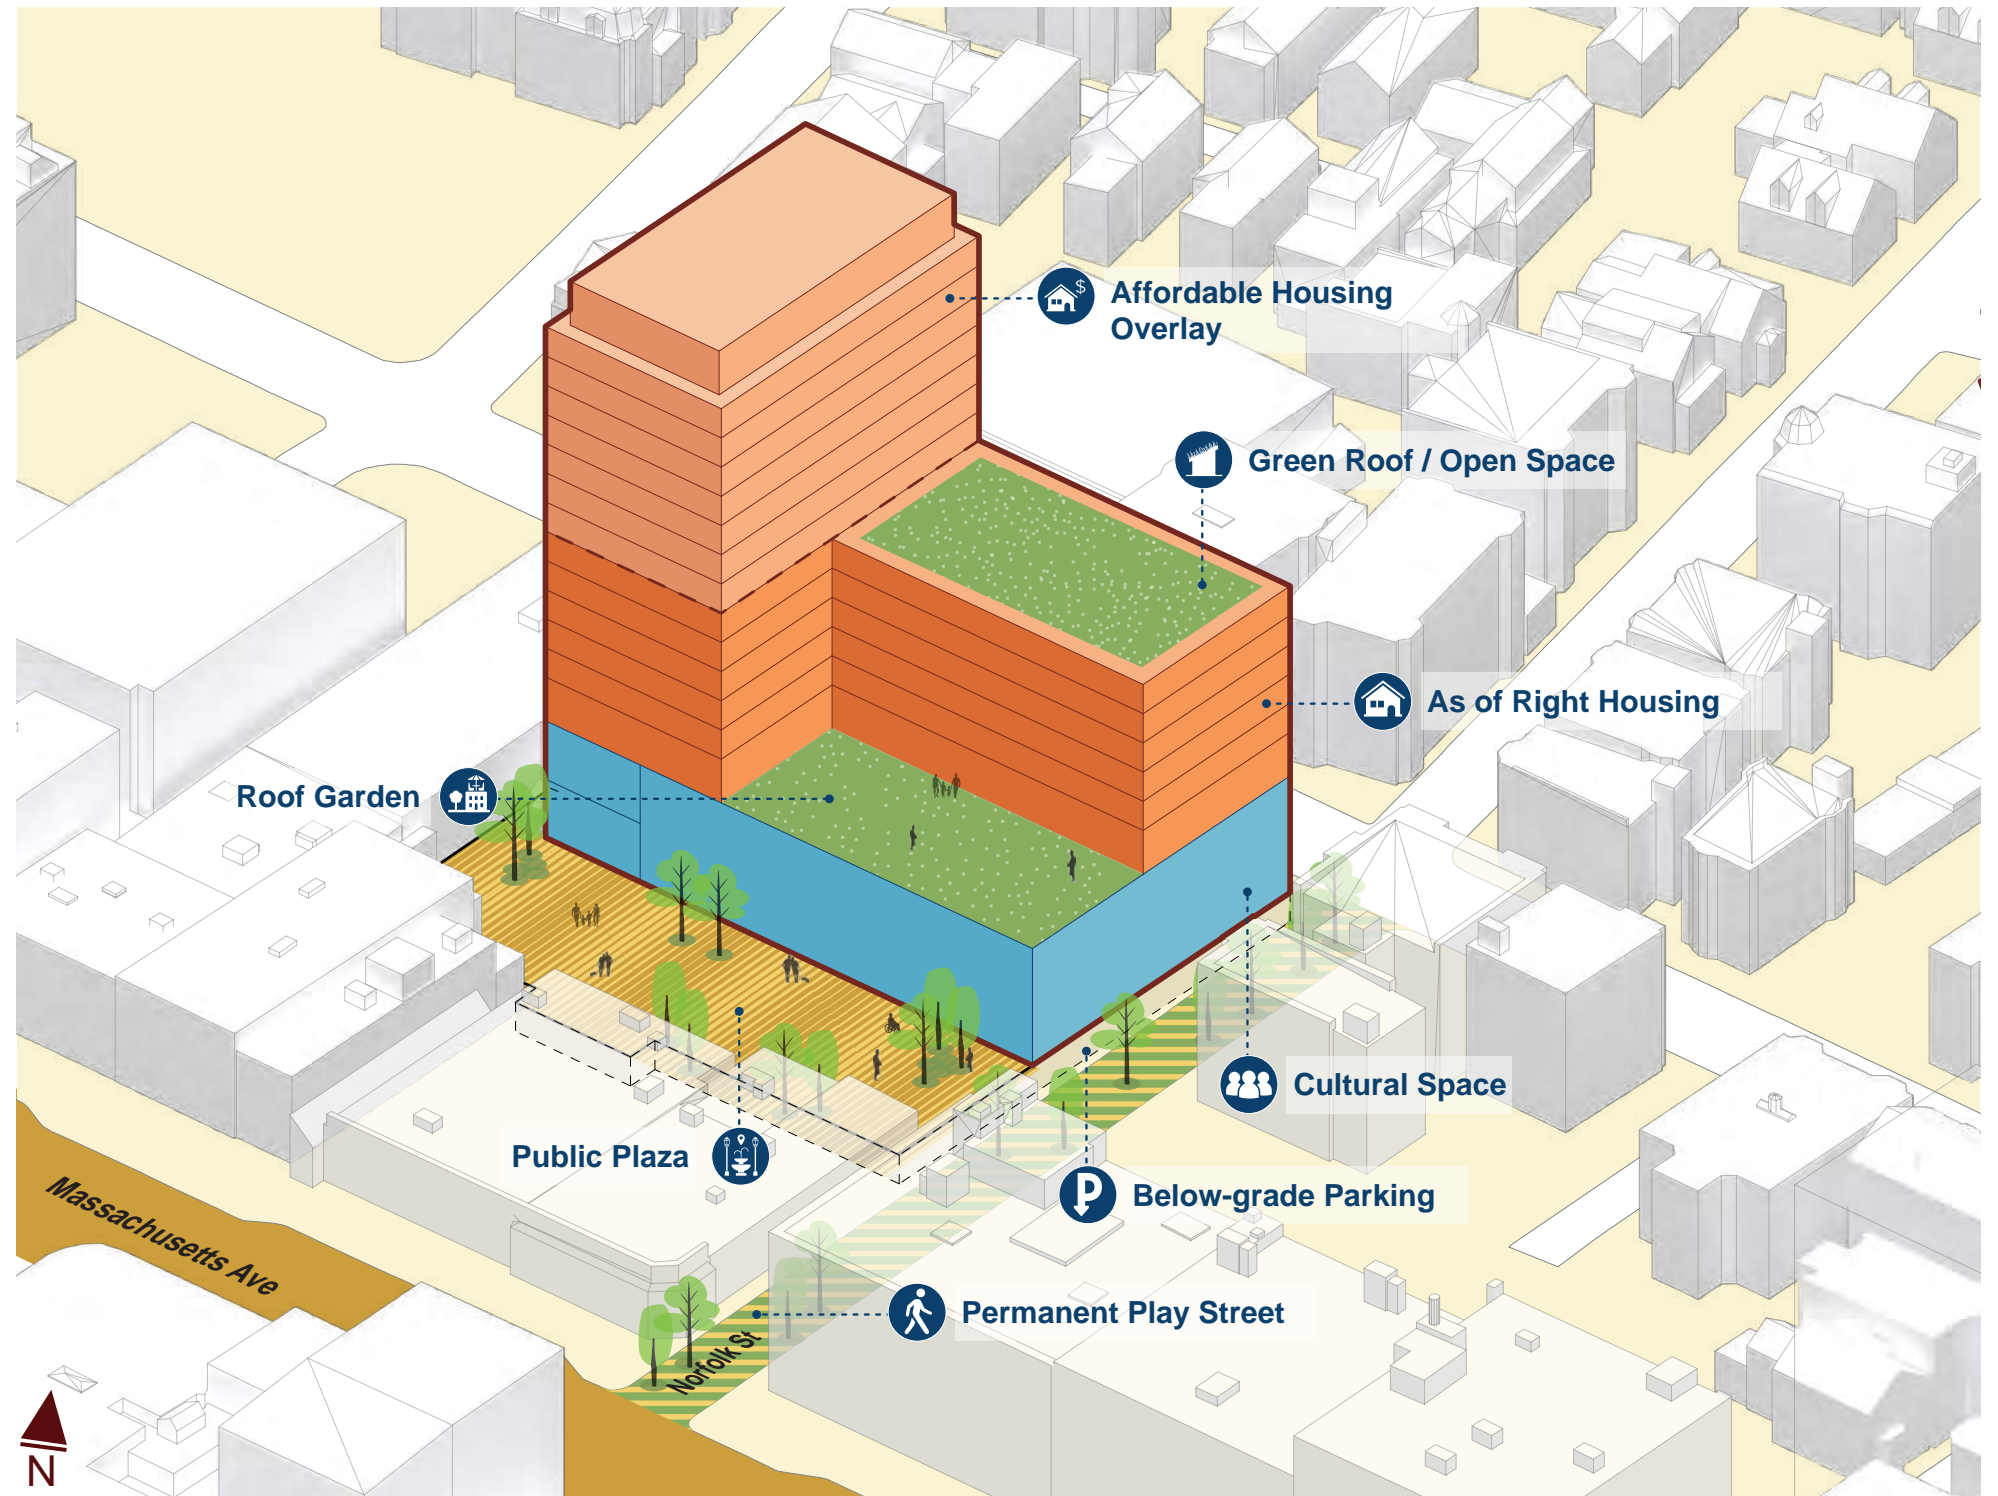 $
Affordable Housing
Overlay
Green Roof / Open Space
As of Right Housing
Roof Garden
Cultural Space
Public Plaza
P
Below-grade Parking
Massachusetts Ave
Permanent Play Street
Norfolk St
N